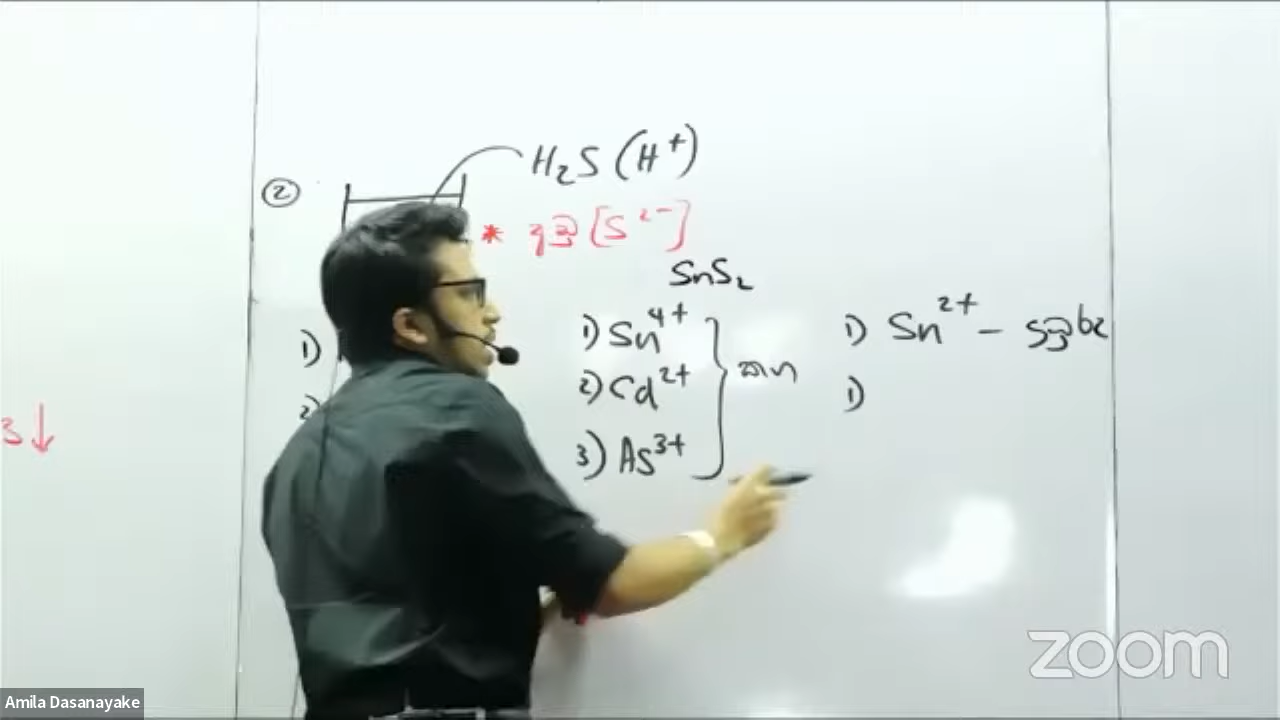 ② H₂S (H⁺)
* අඩු [S²⁻]
SnS₂
1) 1) Sn⁴⁺ 1) Sn²⁺ - දුඹුරු
2) 2) Cd²⁺ කහ 1)
3) As³⁺
3↓
zoom
Amila Dasanayake